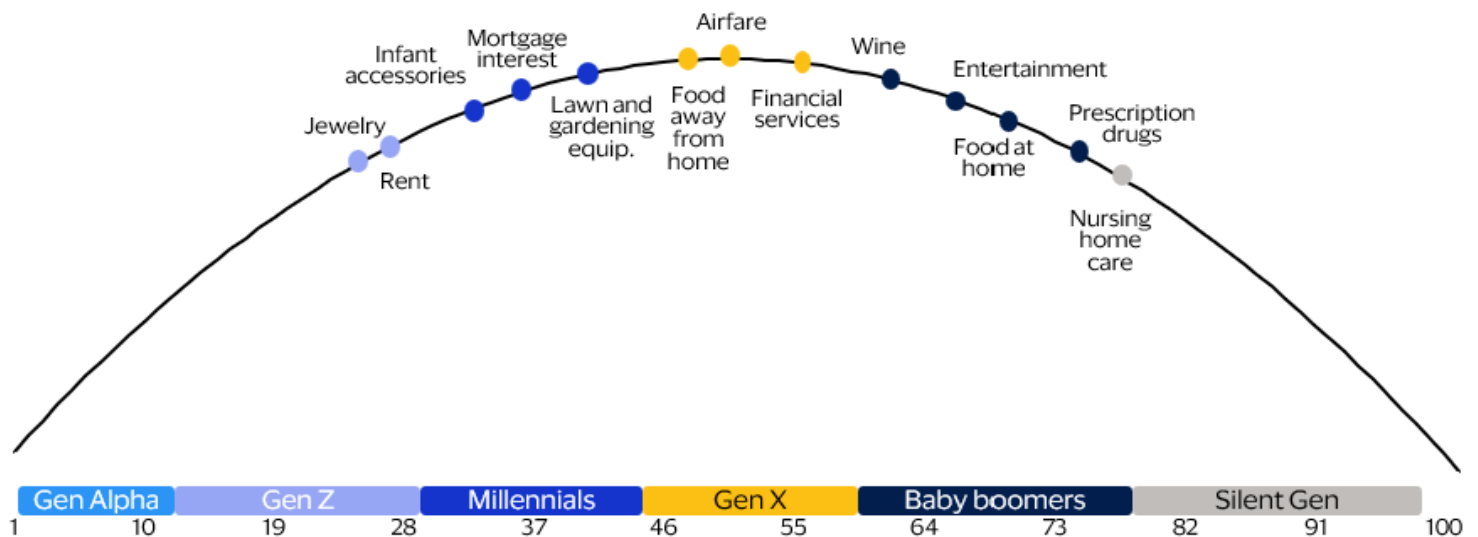 Airfare
Wine
Mortgage
interest
Infant
accessories
Entertainment
Lawn and
gardening
equip.
Food
away
from
home
Financial
services
Prescription
drugs
Jewelry
Food at
home
Rent
Nursing
home
care
Gen Alpha Gen Z Millennials Gen X Baby boomers Silent Gen
1 10 19 28 37 46 55 64 73 82 91 100